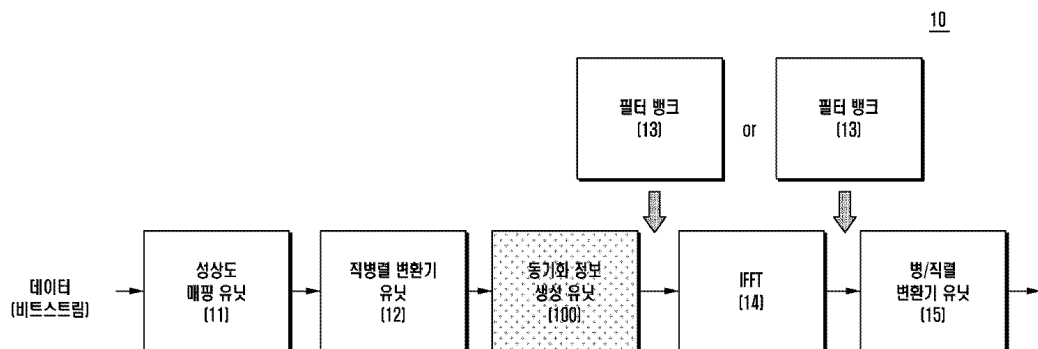 10
필터 뱅크
(13)
or
필터 뱅크
(13)
데이터
(비트스트림)
성상도
매핑 유닛
(11)
직병렬 변환기
유닛
(12)
동기화 정보
생성 유닛
(100)
IFFT
(14)
병/직렬
변환기 유닛
(15)